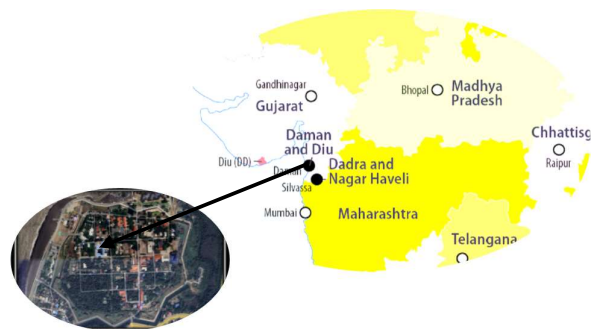 Gandhinagar
Gujarat
Bhopal
Madhya
Pradesh
Daman
and Diu
Diu (DD)
Daman
Dadra and
Nagar Haveli
Silvassa
Chhattisg
Raipur
Mumbai
Maharashtra
Telangana